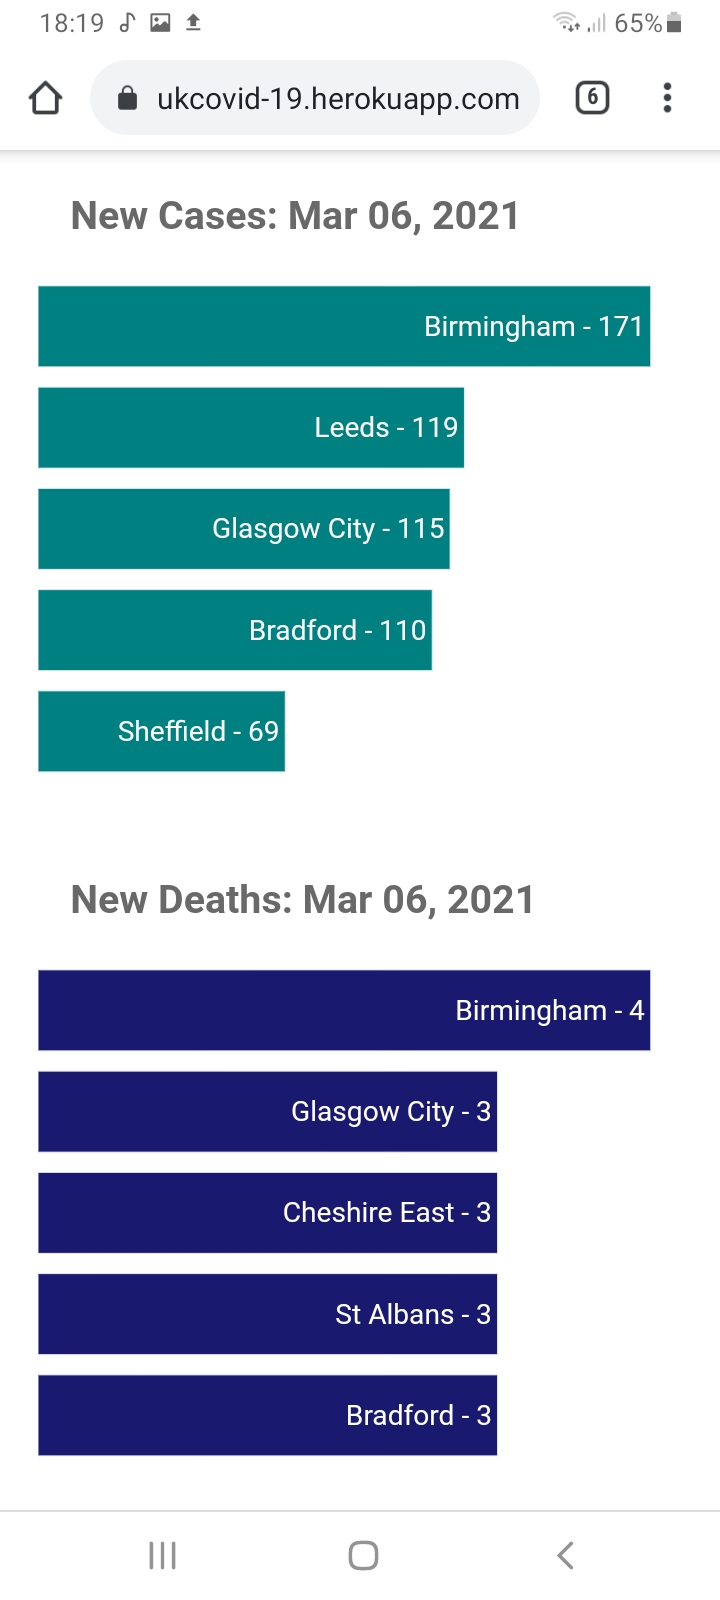 18:19 65%
ukcovid-19.herokuapp.com 6
New Cases: Mar 06, 2021
Birmingham - 171
Leeds - 119
Glasgow City - 115
Bradford - 110
Sheffield - 69
New Deaths: Mar 06, 2021
Birmingham - 4
Glasgow City - 3
Cheshire East - 3
St Albans - 3
Bradford - 3